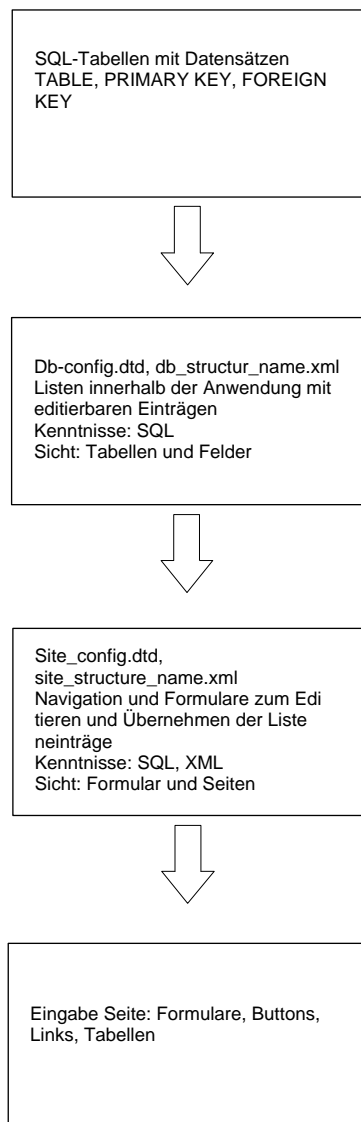 SQL-Tabellen mit Datensätzen
TABLE, PRIMARY KEY, FOREIGN
KEY
Db-config.dtd, db_structur_name.xml
Listen innerhalb der Anwendung mit
editierbaren Einträgen
Kenntnisse: SQL
Sicht: Tabellen und Felder
Site_config.dtd,
site_structure_name.xml
Navigation und Formulare zum Edi
tieren und Übernehmen der Liste
neinträge
Kenntnisse: SQL, XML
Sicht: Formular und Seiten
Eingabe Seite: Formulare, Buttons,
Links, Tabellen